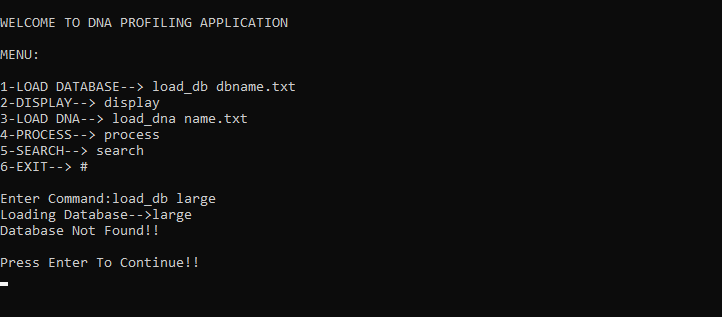 WELCOME TO DNA PROFILING APPLICATION
MENU:
1-LOAD DATABASE--> load_db dbname.txt
2-DISPLAY--> display
3-LOAD DNA--> load_dna name.txt
4-PROCESS--> process
5-SEARCH--> search
6-EXIT--> #
Enter Command:load_db large
Loading Database-->large
Database Not Found!!
Press Enter To Continue!!